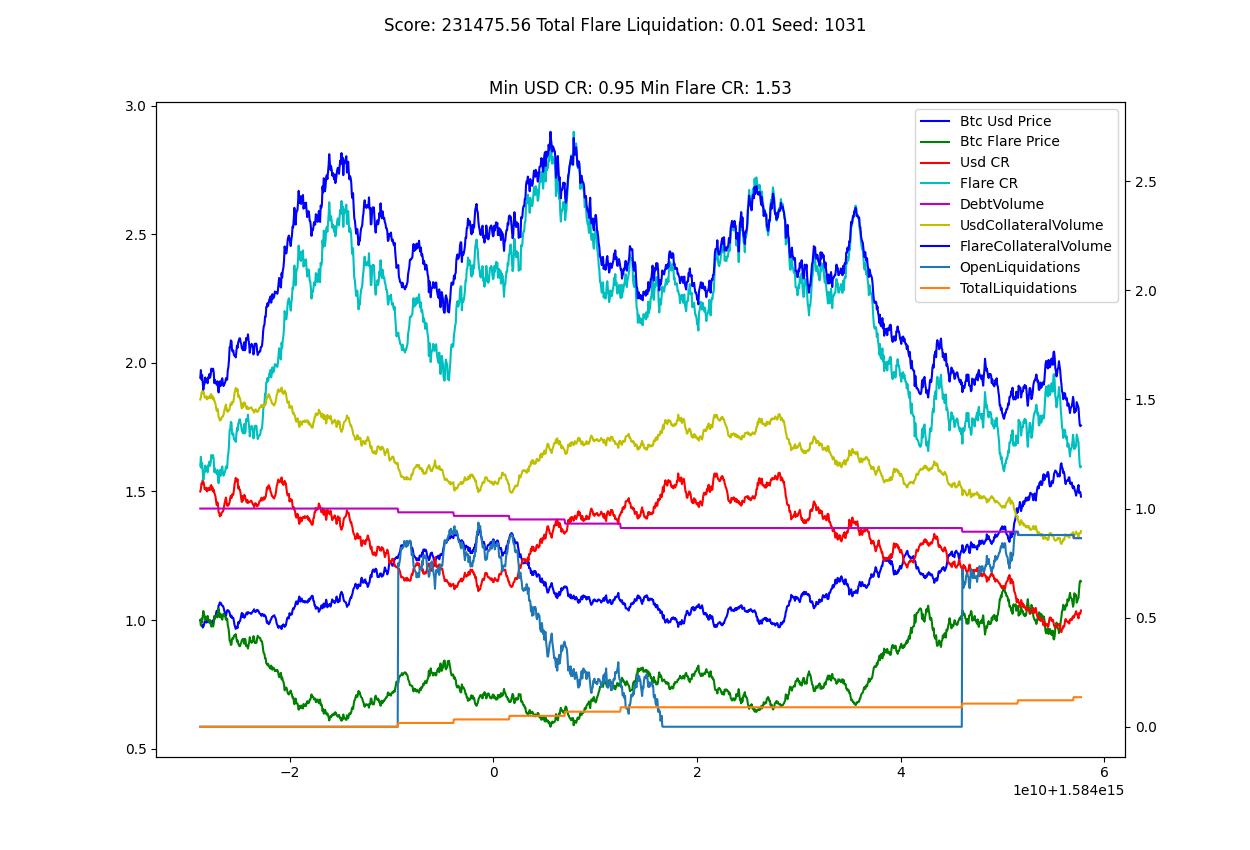 Score: 231475.56 Total Flare Liquidation: 0.01 Seed: 1031
Min USD CR: 0.95 Min Flare CR: 1.53
3.0
2.5
2.0
1.5
1.0
0.5
Btc Usd Price
Btc Flare Price
Usd CR
Flare CR
DebtVolume
UsdCollateralVolume
FlareCollateralVolume
OpenLiquidations
TotalLiquidations
2.5
2.0
1.5
1.0
0.5
0.0
−2 0 2 4 6
1e10+1.584e15